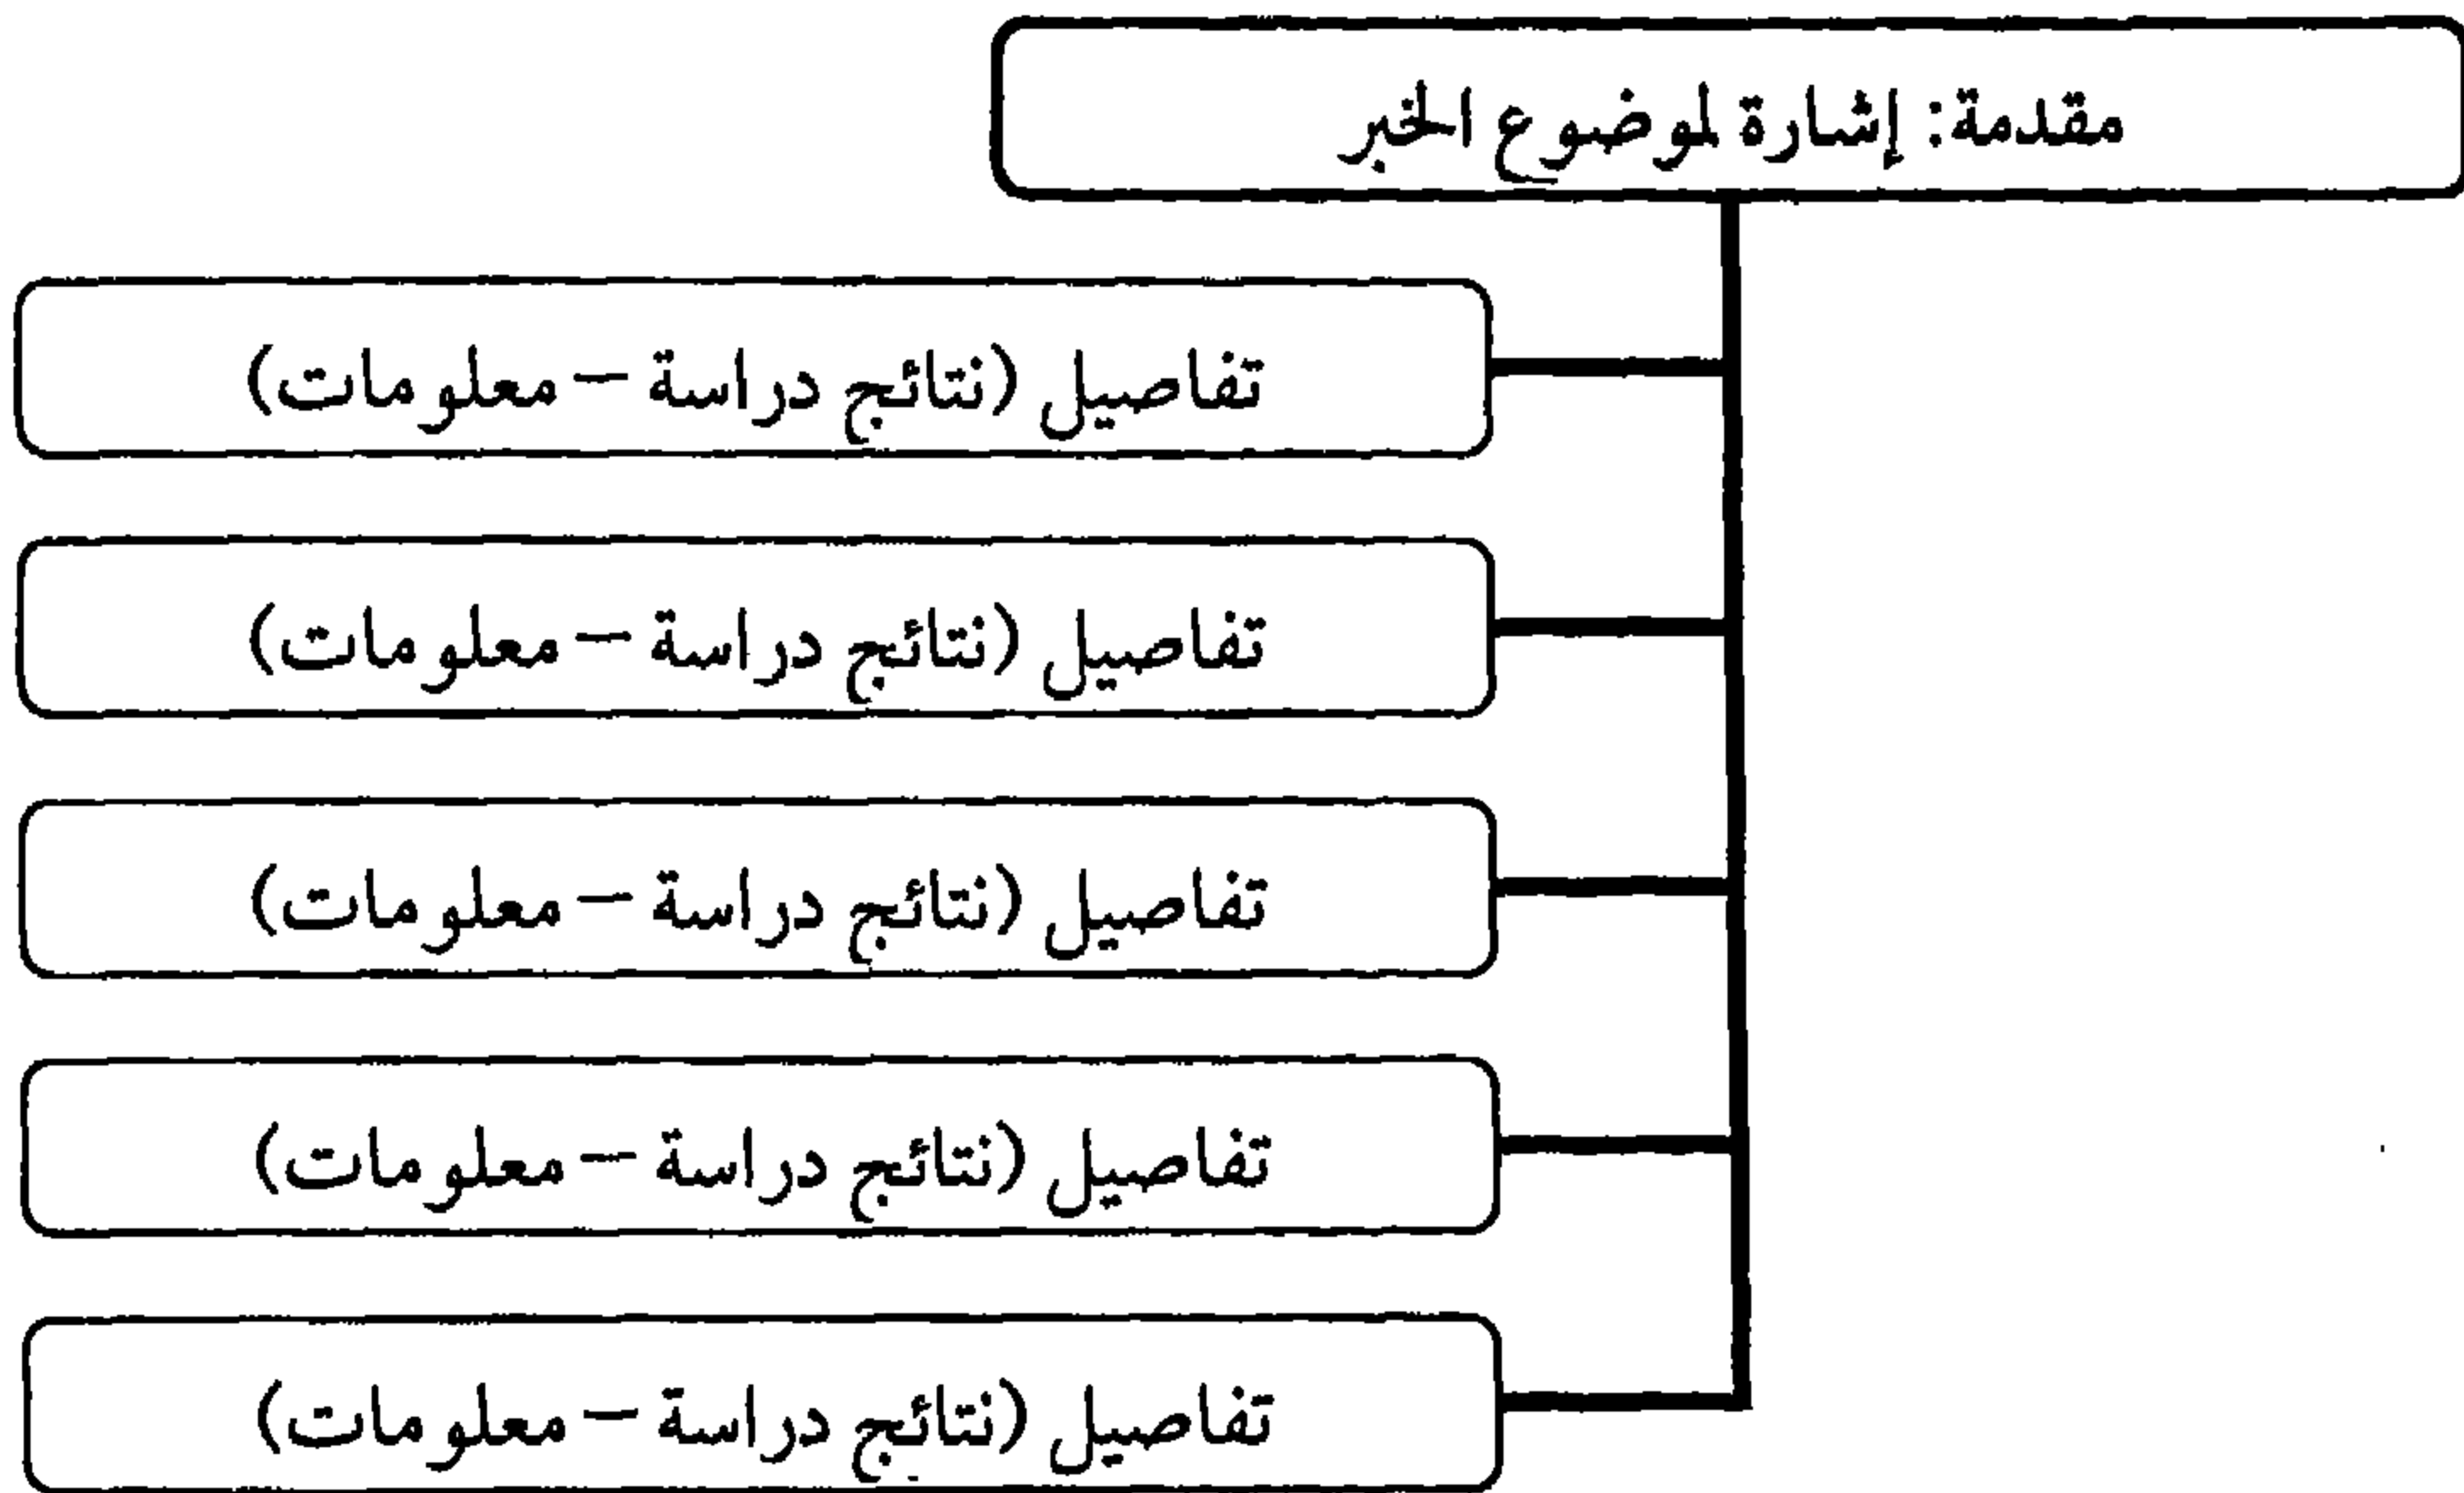 مقدمة: إشارة لموضوع الخبر
تفاصيل (نتائج دراسة – معلومات)
تفاصيل (نتائج دراسة – معلومات)
تفاصيل (نتائج دراسة – معلومات)
تفاصيل (نتائج دراسة – معلومات)
تفاصيل (نتائج دراسة – معلومات)